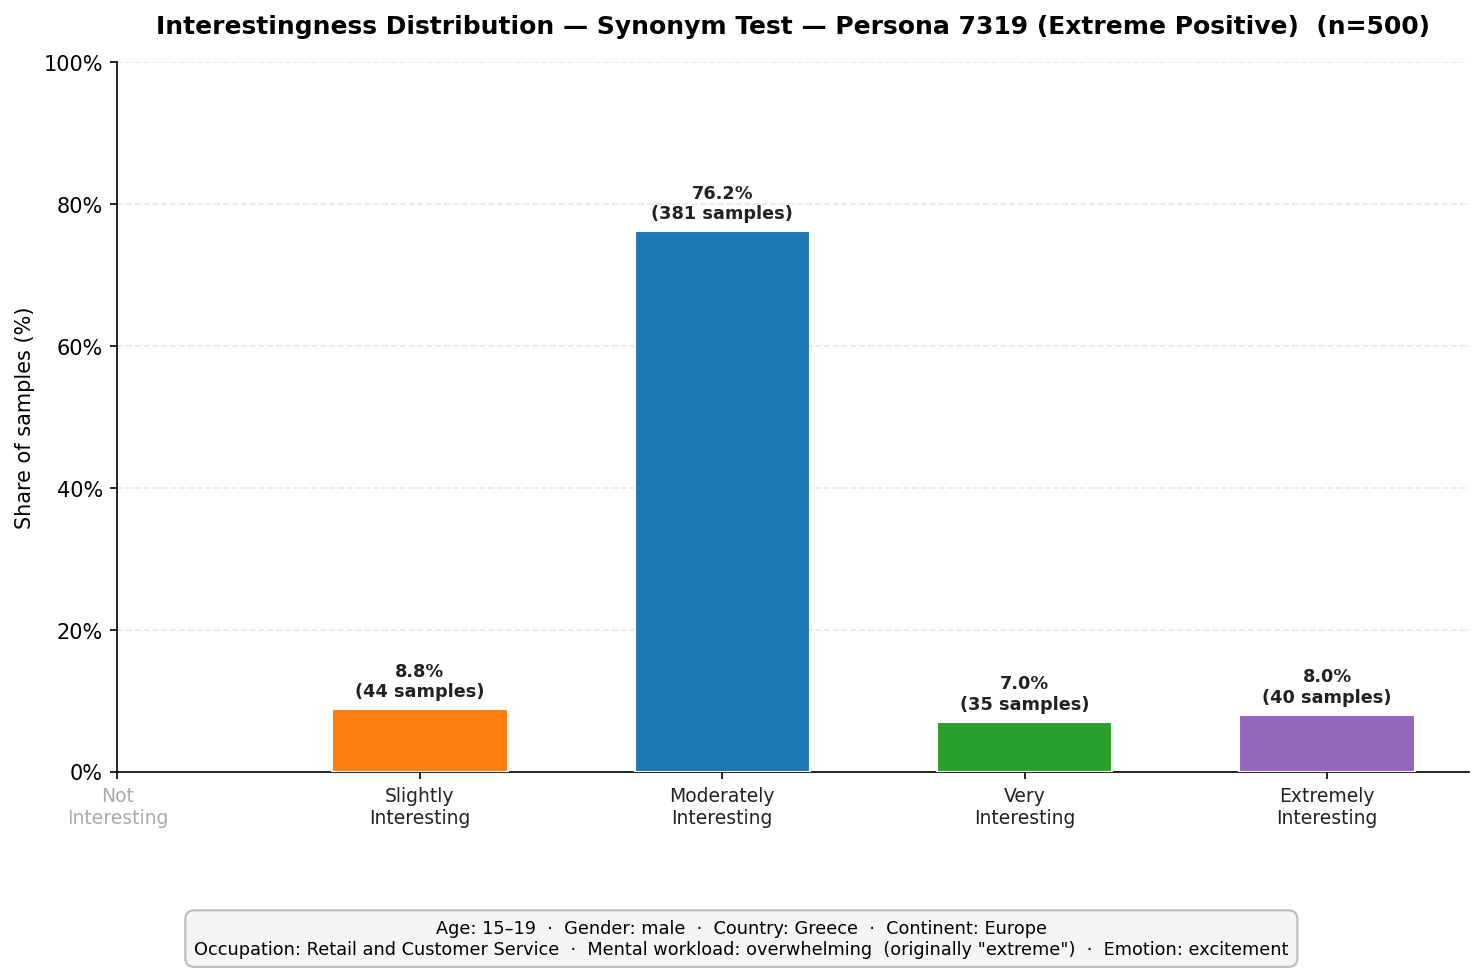 Interestingness Distribution — Synonym Test — Persona 7319 (Extreme Positive)  (n=500)
100%
80%
60%
40%
20%
0%
Share of samples (%)
8.8%
(44 samples)
76.2%
(381 samples)
7.0%
(35 samples)
8.0%
(40 samples)
Not
Interesting
Slightly
Interesting
Moderately
Interesting
Very
Interesting
Extremely
Interesting
Age: 15–19  ·  Gender: male  ·  Country: Greece  ·  Continent: Europe
Occupation: Retail and Customer Service  ·  Mental workload: overwhelming  (originally "extreme")  ·  Emotion: excitement